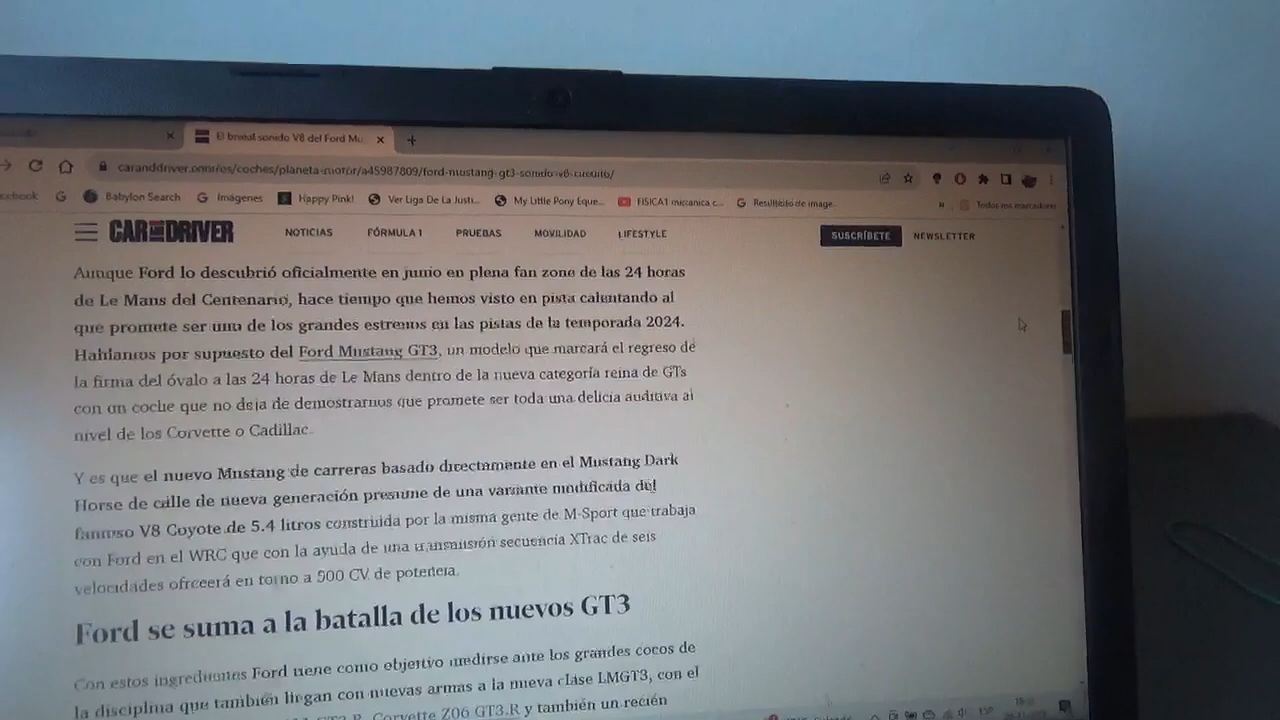 El brutal sonido V8 del Ford Mu
caranddriver.com/es/coches/planeta-motor/a45987809/ford-mustang-gt3-sonido-v8-circuito/
cebook
Babylon Search
Imágenes
Happy Pink!
Ver Liga De La Justi...
My Little Pony Eque...
FISICA1 mecanica c...
Resultado de image...
»
Todos los marcadores
CAR AND DRIVER
NOTICIAS
FÓRMULA 1
PRUEBAS
MOVILIDAD
LIFESTYLE
SUSCRÍBETE
NEWSLETTER
Aunque Ford lo descubrió oficialmente en junio en plena fan zone de las 24 horas
de Le Mans del Centenario, hace tiempo que hemos visto en pista calentando al
que promete ser uno de los grandes estrenos en las pistas de la temporada 2024.
Hablamos por supuesto del Ford Mustang GT3, un modelo que marcará el regreso de
la firma del óvalo a las 24 horas de Le Mans dentro de la nueva categoría reina de GTs
con un coche que no deja de demostrarnos que promete ser toda una delicia auditiva al
nivel de los Corvette o Cadillac.
Y es que el nuevo Mustang de carreras basado directamente en el Mustang Dark
Horse de calle de nueva generación presume de una variante modificada del
famoso V8 Coyote de 5.4 litros construida por la misma gente de M-Sport que trabaja
con Ford en el WRC que con la ayuda de una transmisión secuencia XTrac de seis
velocidades ofrecerá en torno a 500 CV de potencia.
Ford se suma a la batalla de los nuevos GT3
Con estos ingredientes Ford tiene como objetivo medirse ante los grandes cocos de
la disciplina que también llegan con nuevas armas a la nueva clase LMGT3, con el
Corvette Z06 GT3.R y también un recién
ESP